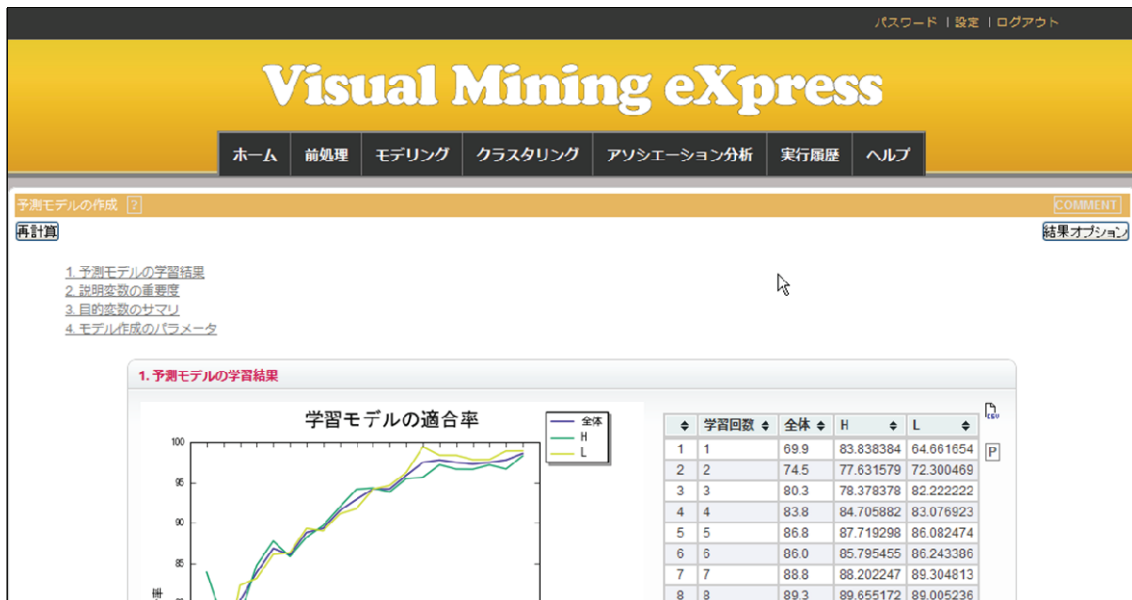 パスワード | 設定 | ログアウト
Visual Mining eXpress
ホーム 前処理 モデリング クラスタリング アソシエーション分析 実行履歴 ヘルプ
予測モデルの作成 ? COMMENT
再計算 結果オプション
1. 予測モデルの学習結果
2. 説明変数の重要度
3. 目的変数のサマリ
4. モデル作成のパラメータ
1. 予測モデルの学習結果
学習モデルの適合率
全体
H
L
100
95
90
85
率
学習回数 全体 H L
1 1 69.9 83.838384 64.661654
2 2 74.5 77.631579 72.300469
3 3 80.3 78.378378 82.222222
4 4 83.8 84.705882 83.076923
5 5 86.8 87.719298 86.082474
6 6 86.0 85.795455 86.243386
7 7 88.8 88.202247 89.304813
8 8 89.3 89.655172 89.005236
CSV
P